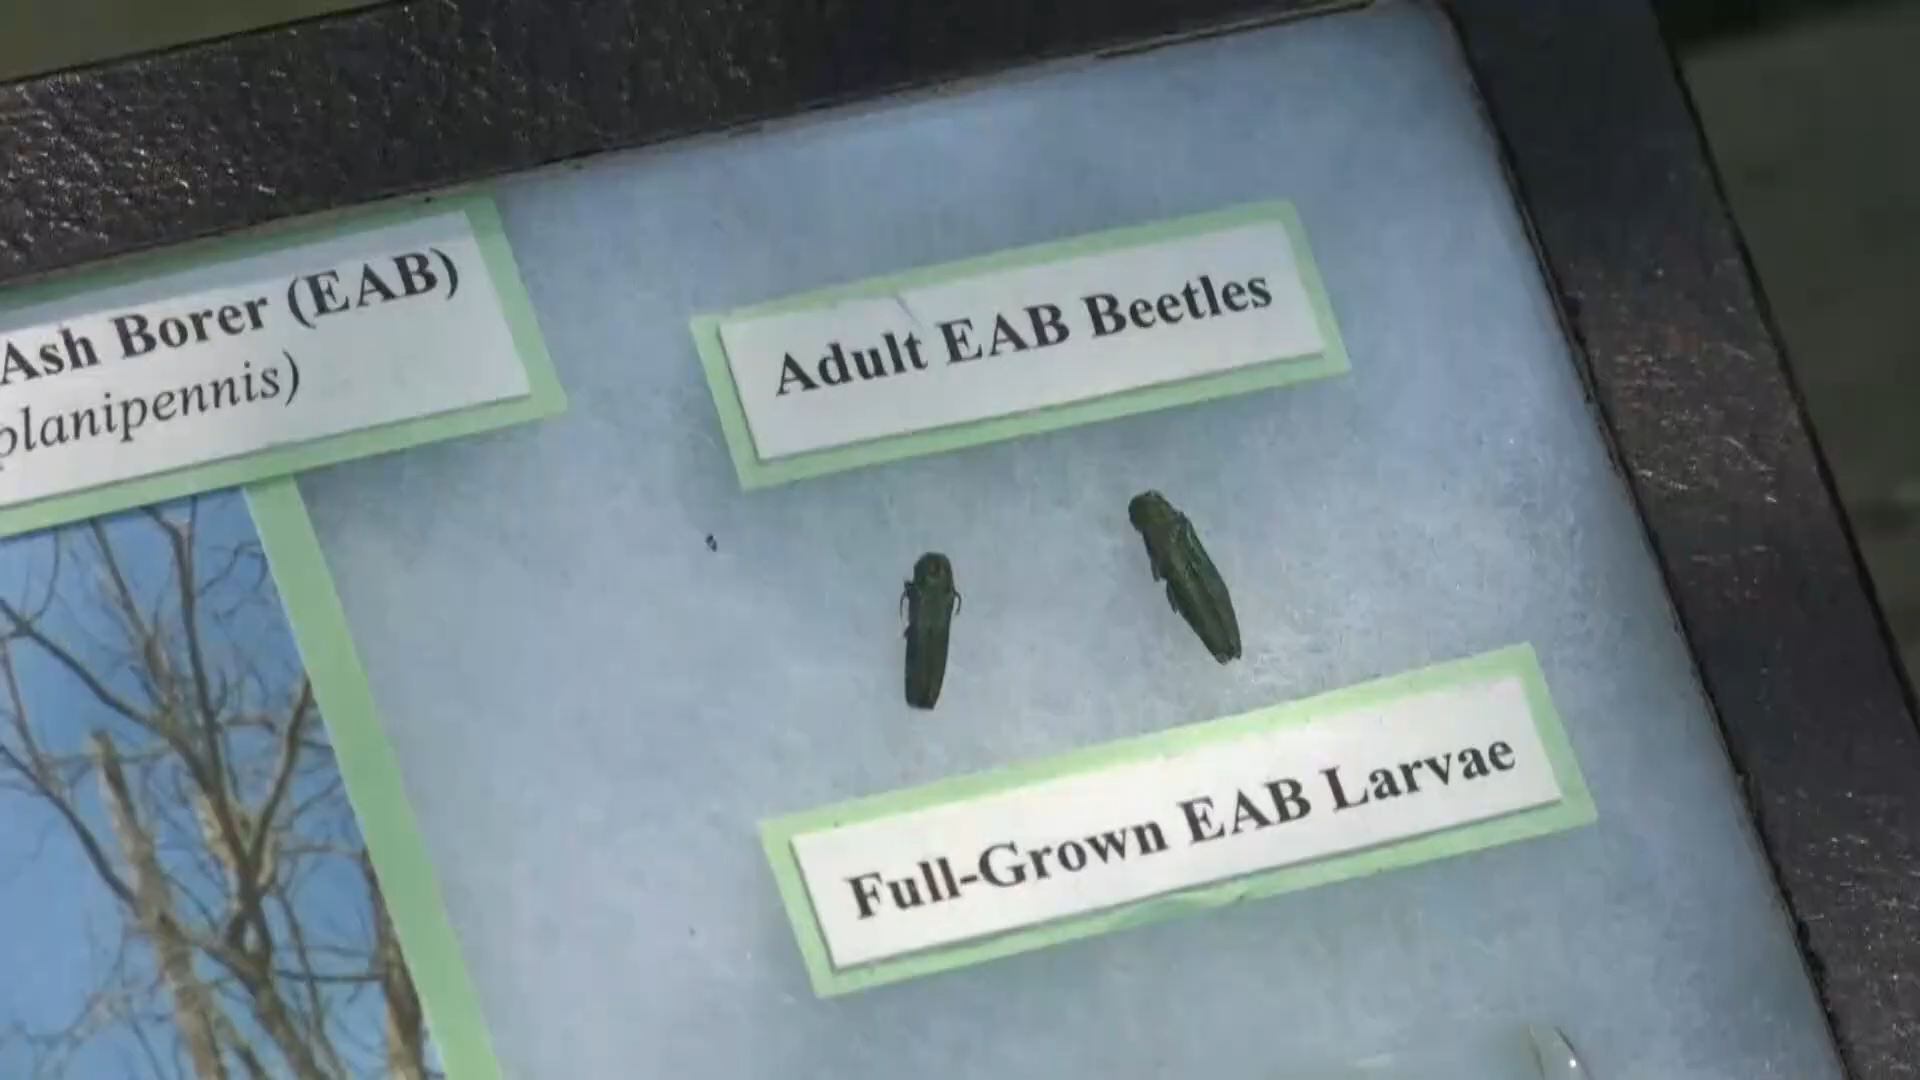 Ash Borer (EAB)
planipennis)
Adult EAB Beetles
Full-Grown EAB Larvae